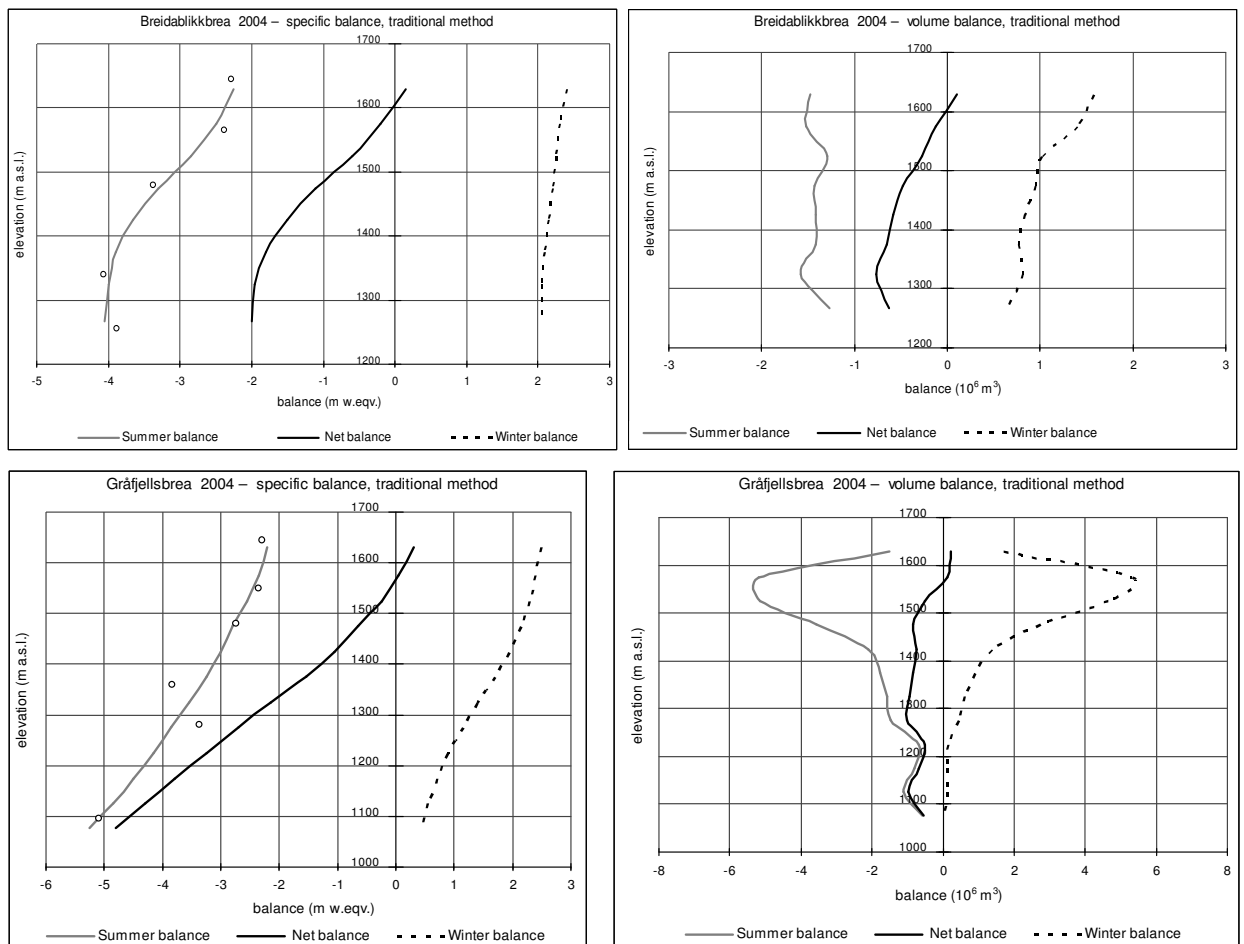 Breidablikkbrea 2004 – specific balance, traditional method
1700
1600
1500
1400
1300
1200
elevation (m a.s.l.)
-5 -4 -3 -2 -1 0 1 2 3
balance (m w.eqv.)
Summer balance Net balance Winter balance
Breidablikkbrea 2004 – volume balance, traditional method
1700
1600
1500
1400
1300
1200
elevation (m a.s.l.)
-3 -2 -1 0 1 2 3
balance (10⁶ m³)
Summer balance Net balance Winter balance
Gråfjellsbrea 2004 – specific balance, traditional method
1700
1600
1500
1400
1300
1200
1100
1000
elevation (m a.s.l.)
-6 -5 -4 -3 -2 -1 0 1 2 3
balance (m w.eqv.)
Summer balance Net balance Winter balance
Gråfjellsbrea 2004 – volume balance, traditional method
1700
1600
1500
1400
1300
1200
1100
1000
elevation (m a.s.l.)
-8 -6 -4 -2 0 2 4 6 8
balance (10⁶ m³)
Summer balance Net balance Winter balance